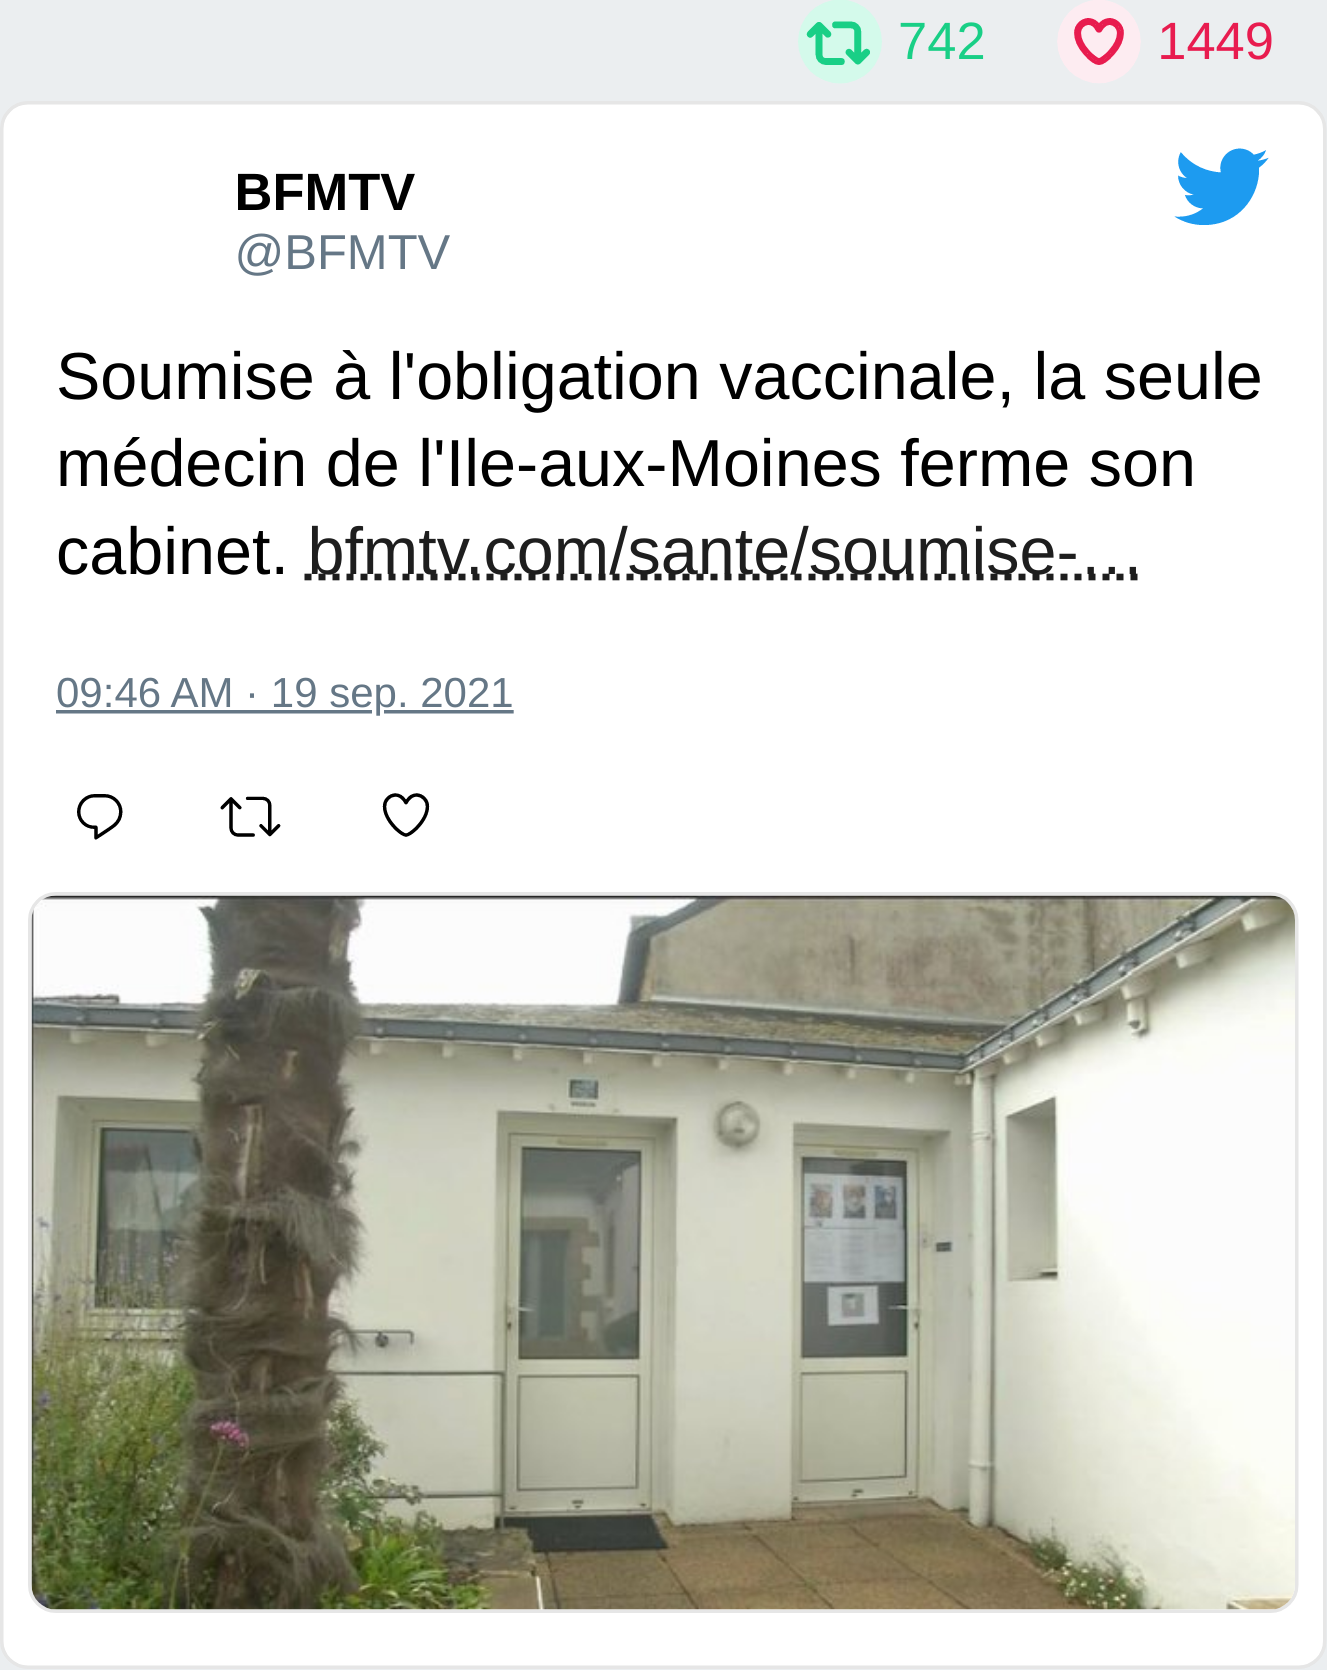 742 1449
BFMTV
@BFMTV
Soumise à l'obligation vaccinale, la seule
médecin de l'Ile-aux-Moines ferme son
cabinet. bfmtv.com/sante/soumise-…
09:46 AM · 19 sep. 2021